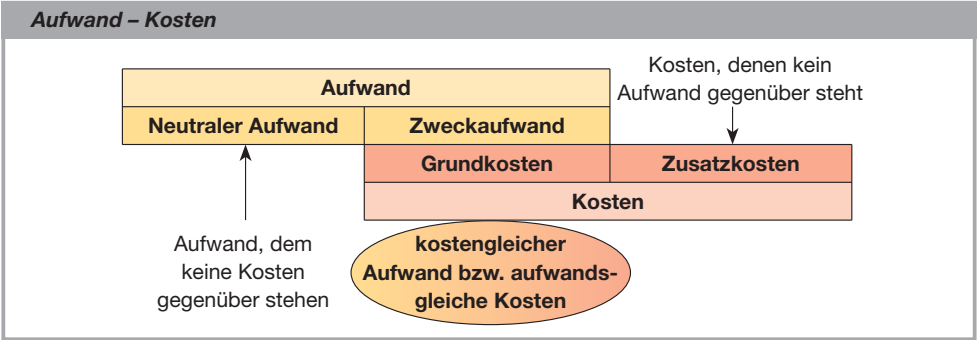 Aufwand – Kosten
Kosten, denen kein
Aufwand gegenüber steht
Aufwand
Neutraler Aufwand
Zweckaufwand
Grundkosten
Zusatzkosten
Kosten
Aufwand, dem
keine Kosten
gegenüber stehen
kostengleicher
Aufwand bzw. aufwands-
gleiche Kosten